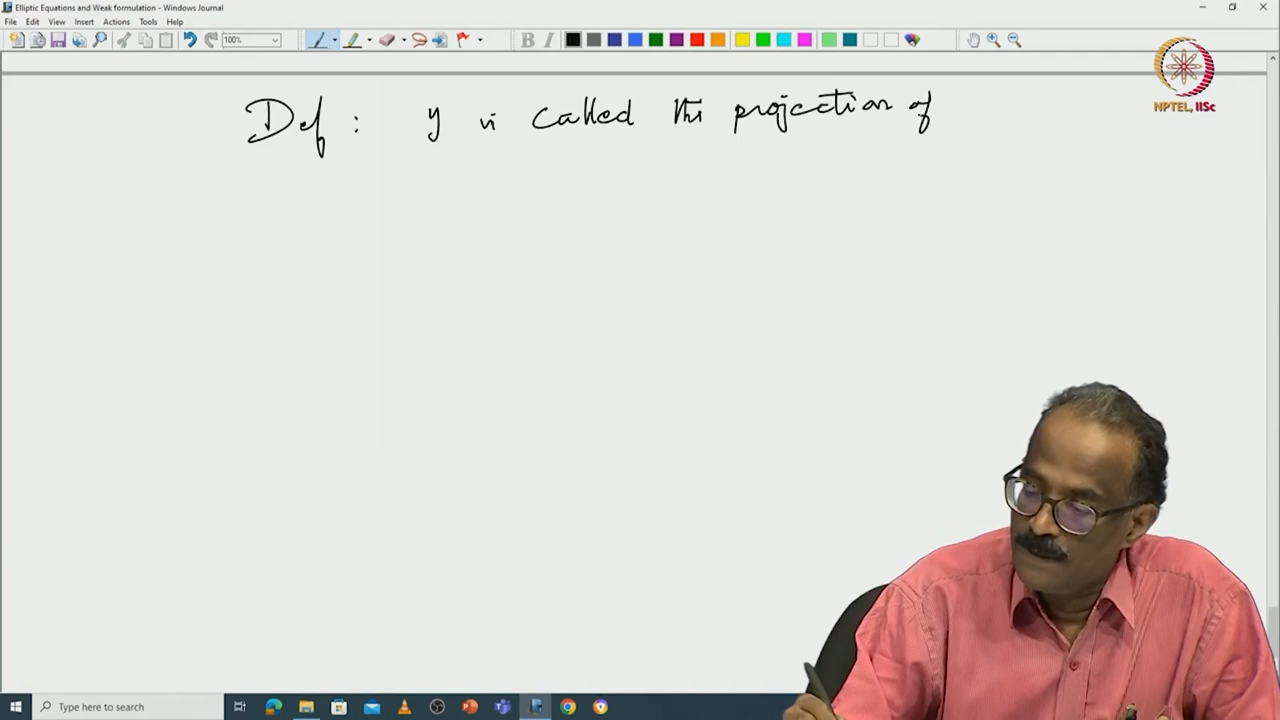 Elliptic Equations and Weak formulation - Windows Journal
File Edit View Insert Actions Tools Help
100%
B I
NPTEL, IISc
Def : y is called the projection of
Type here to search